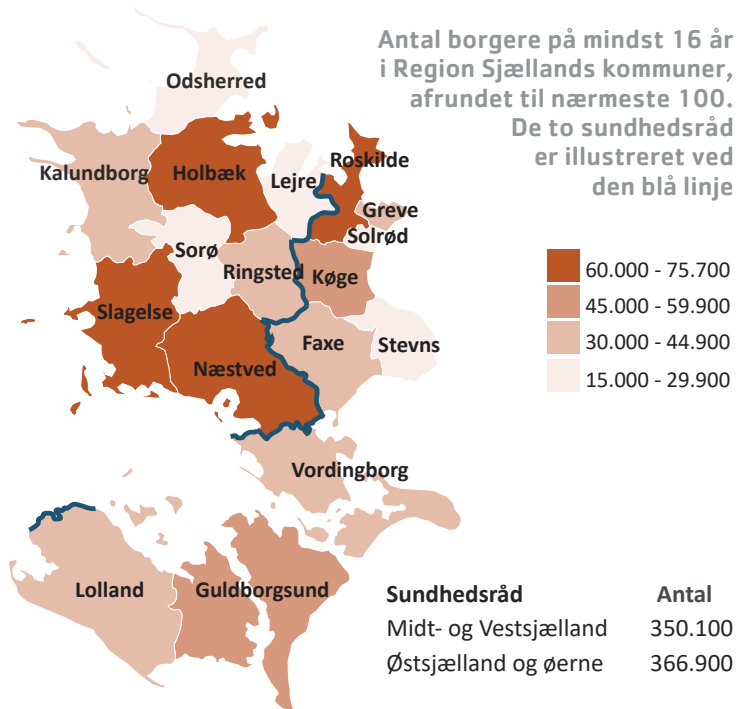 Antal borgere på mindst 16 år
i Region Sjællands kommuner,
afrundet til nærmeste 100.
De to sundhedsråd
er illustreret ved
den blå linje
Odsherred
Kalundborg
Holbæk
Lejre
Roskilde
Greve
Solrød
Sorø
Ringsted
Køge
Slagelse
Næstved
Faxe
Stevns
Vordingborg
Lolland
Guldborgsund
60.000 - 75.700
45.000 - 59.900
30.000 - 44.900
15.000 - 29.900
Sundhedsråd Antal
Midt- og Vestsjælland 350.100
Østsjælland og øerne 366.900